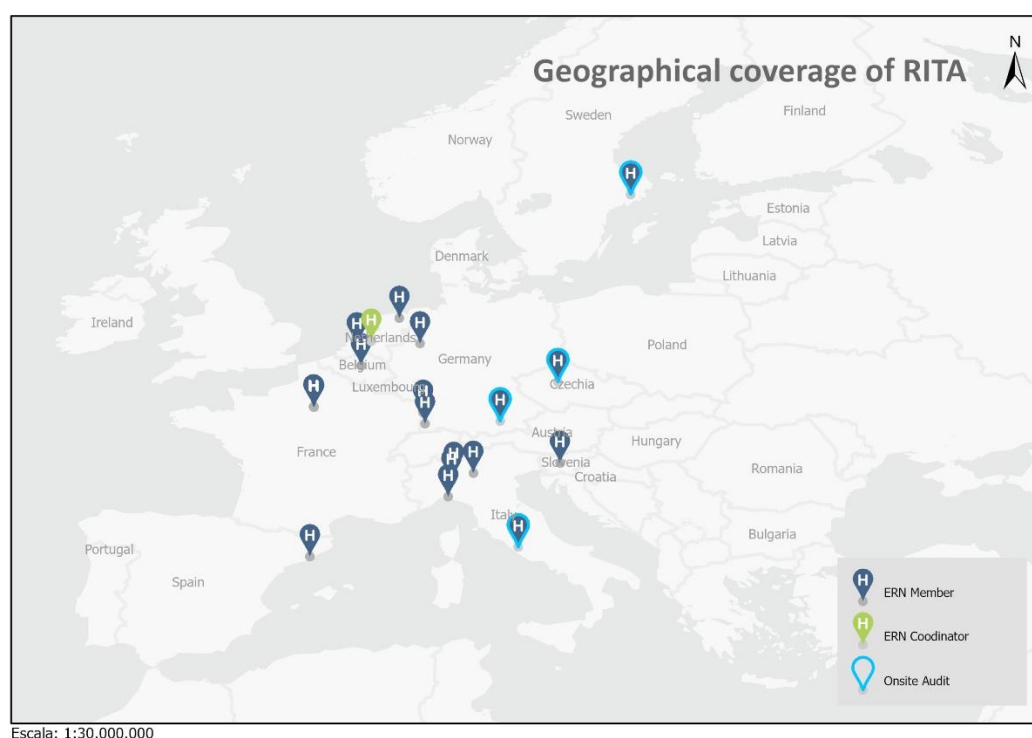 Geographical coverage of RITA
N
Finland
Sweden
Norway
Estonia
Latvia
Denmark
Lithuania
Ireland
Netherlands
Poland
Germany
Belgium
Czechia
Luxembourg
Austria
Hungary
France
Slovenia
Romania
Croatia
Italy
Bulgaria
Portugal
Spain
H ERN Member
H ERN Coodinator
Onsite Audit
Escala: 1:30.000.000